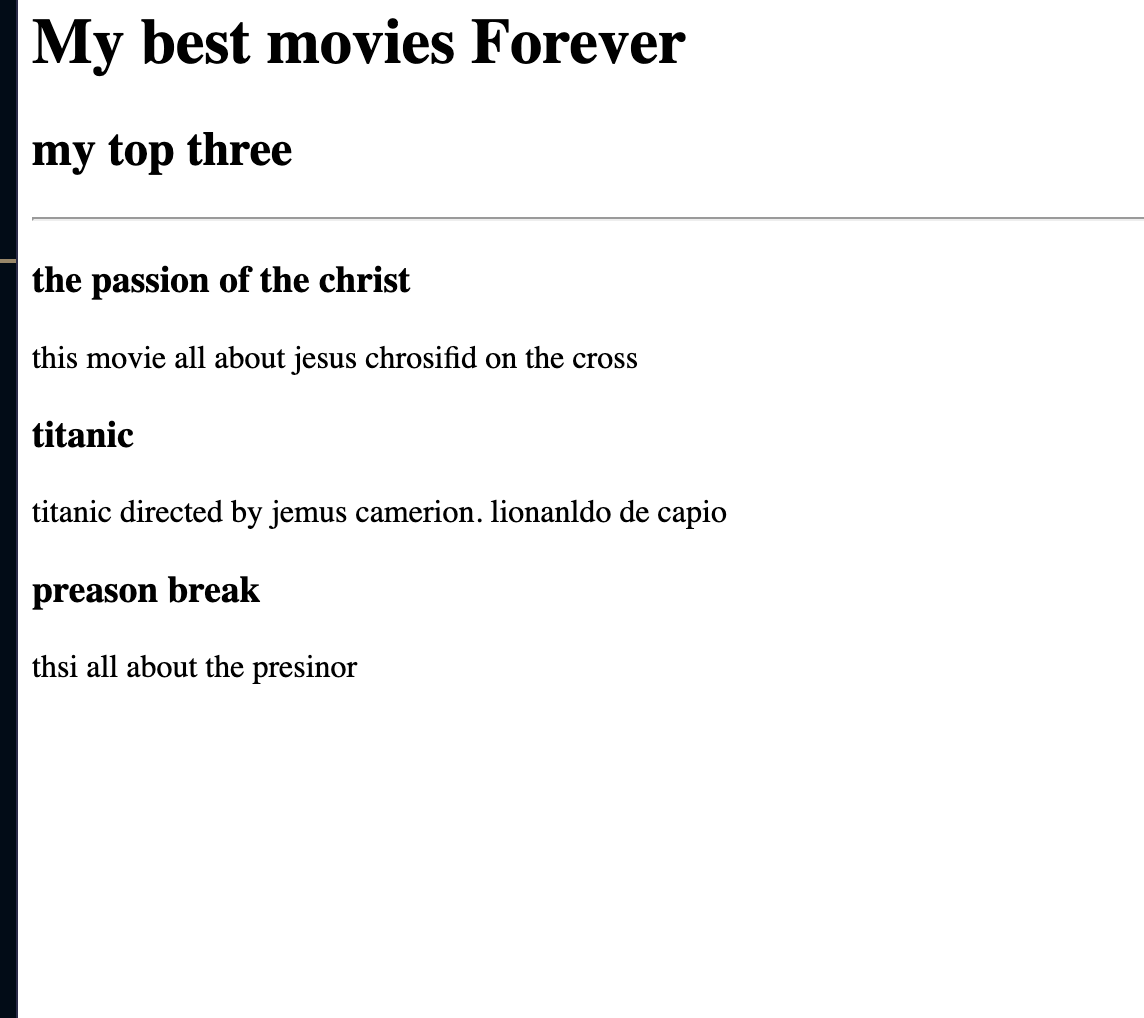 My best movies Forever
my top three
the passion of the christ
this movie all about jesus chrosifid on the cross
titanic
titanic directed by jemus camerion. lionanldo de capio
preason break
thsi all about the presinor